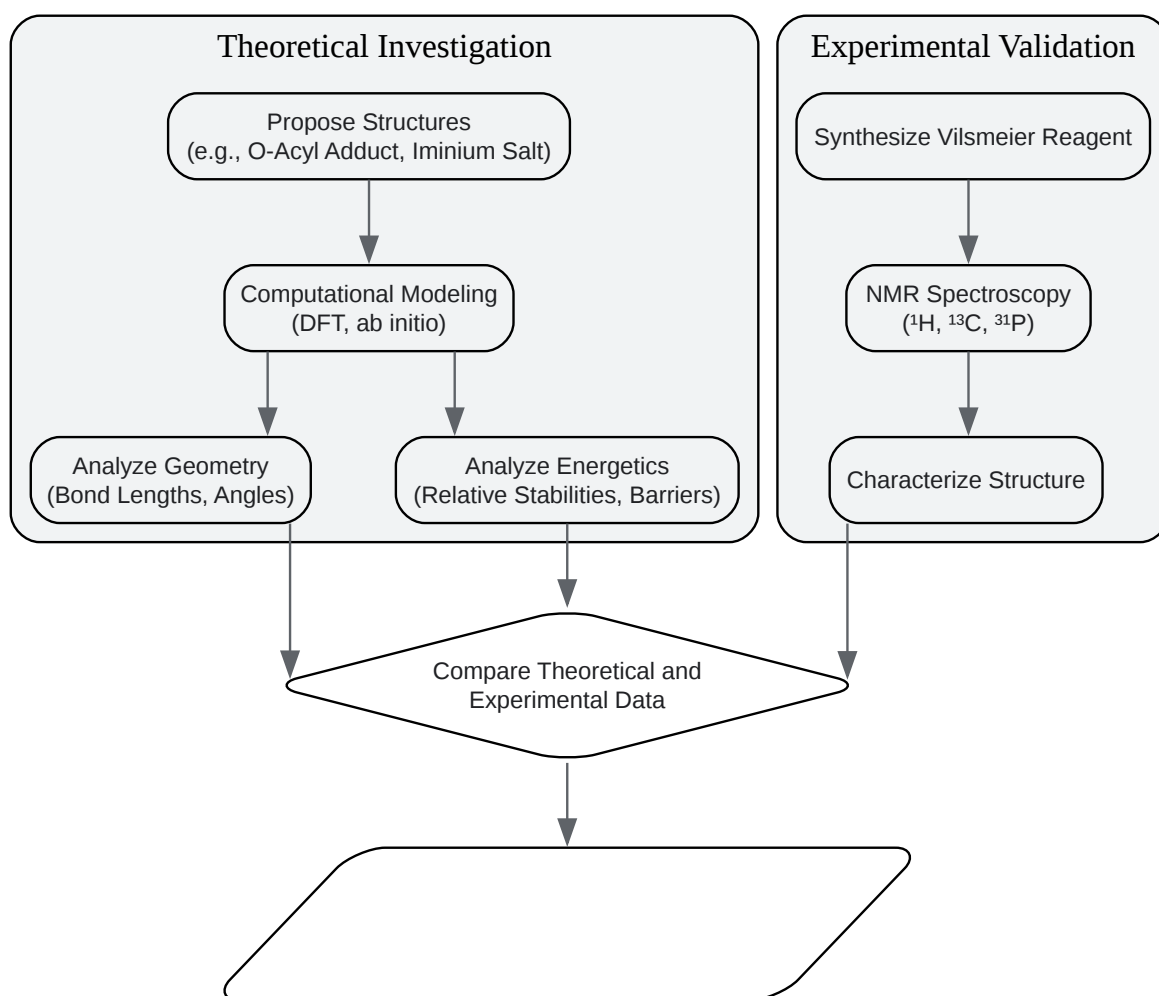 Theoretical Investigation
Propose Structures
(e.g., O-Acyl Adduct, Iminium Salt)
Computational Modeling
(DFT, ab initio)
Analyze Geometry
(Bond Lengths, Angles)
Analyze Energetics
(Relative Stabilities, Barriers)
Experimental Validation
Synthesize Vilsmeier Reagent
NMR Spectroscopy
(¹H, ¹³C, ³¹P)
Characterize Structure
Compare Theoretical and
Experimental Data